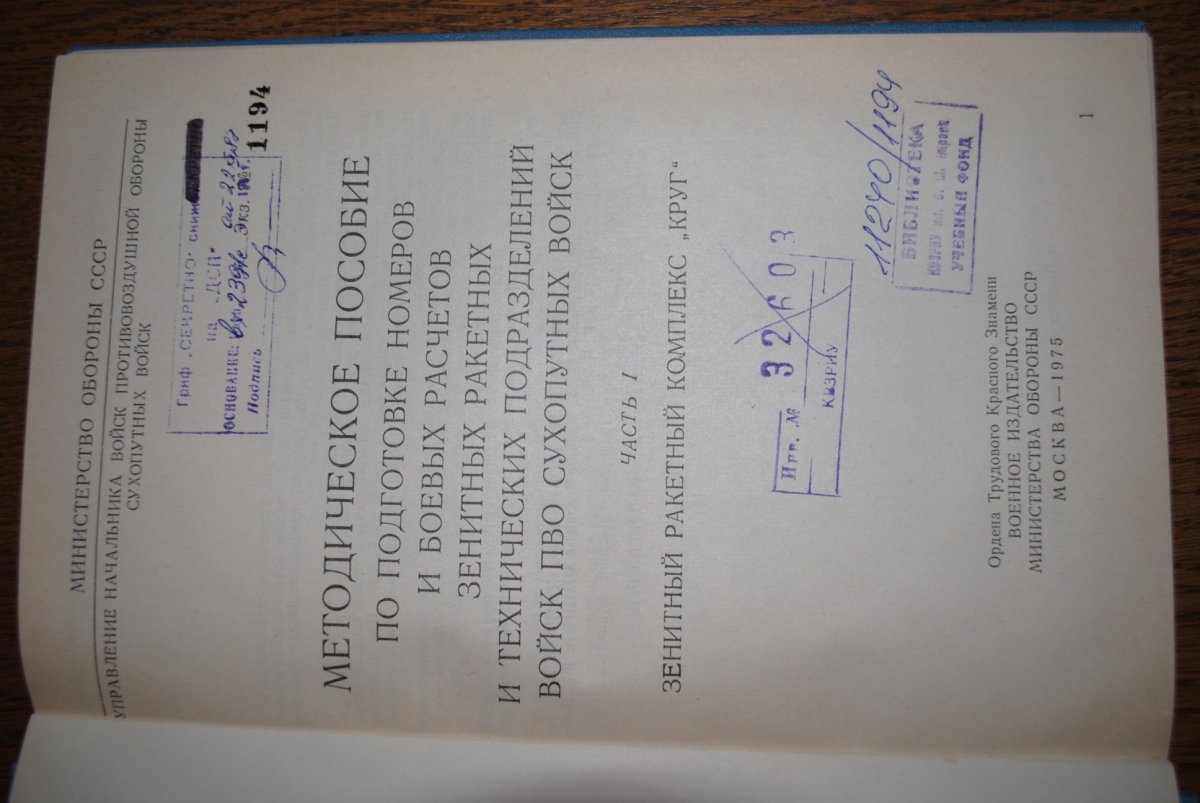 МИНИСТЕРСТВО ОБОРОНЫ СССР
УПРАВЛЕНИЕ НАЧАЛЬНИКА ВОЙСК ПРОТИВОВОЗДУШНОЙ ОБОРОНЫ
СУХОПУТНЫХ ВОЙСК
Гриф „СЕКРЕТНО“
на „ДСП“
ОСНОВАНИЕ:
Подпись
Экз.
1194
МЕТОДИЧЕСКОЕ ПОСОБИЕ
ПО ПОДГОТОВКЕ НОМЕРОВ
И БОЕВЫХ РАСЧЕТОВ
ЗЕНИТНЫХ РАКЕТНЫХ
И ТЕХНИЧЕСКИХ ПОДРАЗДЕЛЕНИЙ
ВОЙСК ПВО СУХОПУТНЫХ ВОЙСК
ЧАСТЬ I
ЗЕНИТНЫЙ РАКЕТНЫЙ КОМПЛЕКС „КРУГ“
Инв. № 32603
КВЗРИУ
11240/1194
БИБЛИОТЕКА
УЧЕБНЫЙ ФОНД
Ордена Трудового Красного Знамени
ВОЕННОЕ ИЗДАТЕЛЬСТВО
МИНИСТЕРСТВА ОБОРОНЫ СССР
МОСКВА—1975
1